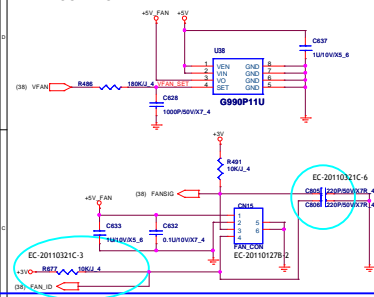 +5V_FAN +5V
D
C637
1U/10V/X5_6
U38
1 VEN GND 8
2 VIN GND 7
3 VO GND 6
4 SET GND 5
G990P11U
(38) VFAN R486 180K/J_4 VFAN_SET
C628
1000P/50V/X7_4
+3V
R491
10K/J_4
EC-20110321C-6
(38) FANSIG
C805 220P/50V/X7R_4
C806 220P/50V/X7R_4
+5V_FAN
CN15
1
2 5
3 6
4
FAN_CON
C633
1U/10V/X5_6
C632
0.1U/10V/X7_4
C
EC-20110127B-2
EC-20110321C-3
+3V R677 10K/J_4
(38) FAN_ID